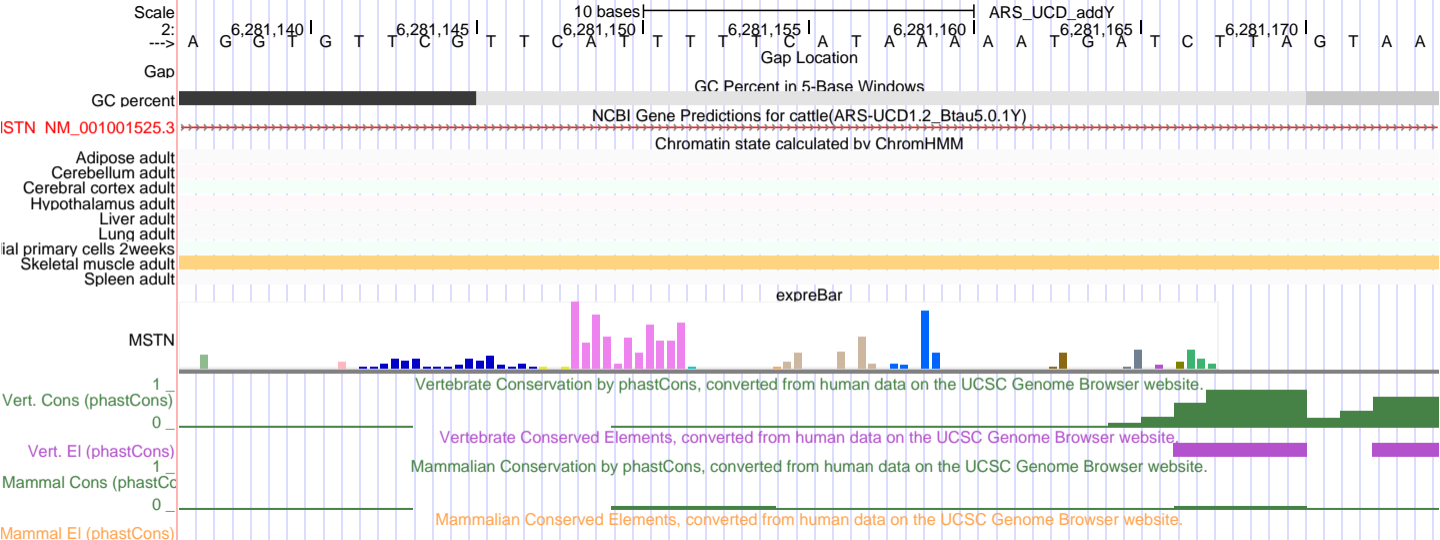 Scale 10 bases ARS_UCD_addY
2: 6,281,140 6,281,145 6,281,150 6,281,155 6,281,160 6,281,165 6,281,170
---> A G G T G T T C G T T C A T T T T T C A T A A A A A T G A T C T T A G T A A
Gap Location
Gap
GC Percent in 5-Base Windows
GC percent
NCBI Gene Predictions for cattle(ARS-UCD1.2_Btau5.0.1Y)
ISTN NM_001001525.3
Chromatin state calculated by ChromHMM
Adipose adult
Cerebellum adult
Cerebral cortex adult
Hypothalamus adult
Liver adult
Lung adult
ial primary cells 2weeks
Skeletal muscle adult
Spleen adult
expreBar
MSTN
Vertebrate Conservation by phastCons, converted from human data on the UCSC Genome Browser website.
1 _
Vert. Cons (phastCons)
0 _
Vertebrate Conserved Elements, converted from human data on the UCSC Genome Browser website.
Vert. El (phastCons)
Mammalian Conservation by phastCons, converted from human data on the UCSC Genome Browser website.
1 _
Mammal Cons (phastCc
0 _
Mammalian Conserved Elements, converted from human data on the UCSC Genome Browser website.
Mammal El (phastCons)